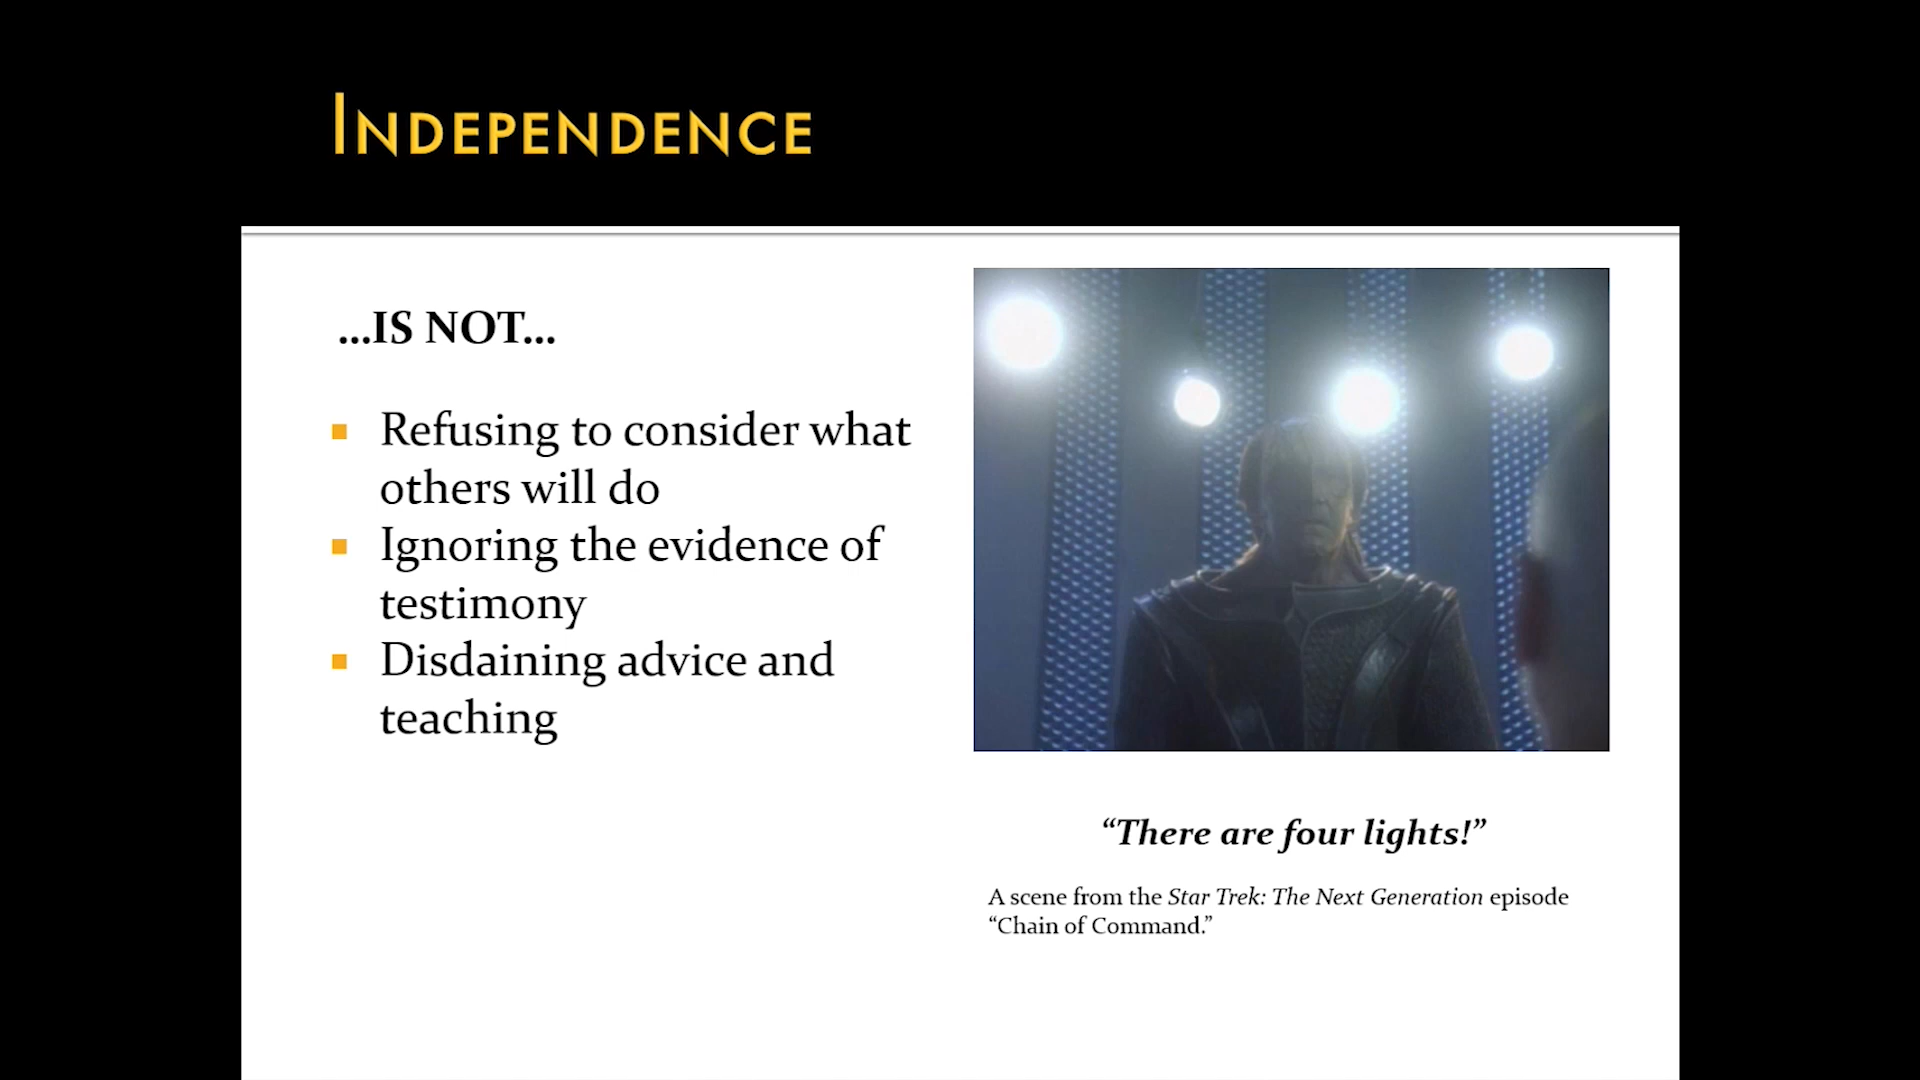 INDEPENDENCE
…IS NOT…
Refusing to consider what
others will do
Ignoring the evidence of
testimony
Disdaining advice and
teaching
“There are four lights!”
A scene from the Star Trek: The Next Generation episode
“Chain of Command.”